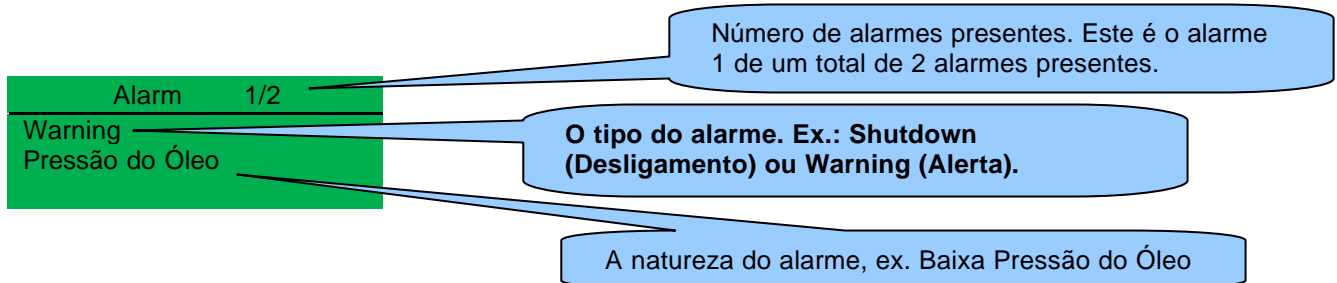 Número de alarmes presentes. Este é o alarme
1 de um total de 2 alarmes presentes.
Alarm 1/2
Warning
Pressão do Óleo
O tipo do alarme. Ex.: Shutdown
(Desligamento) ou Warning (Alerta).
A natureza do alarme, ex. Baixa Pressão do Óleo